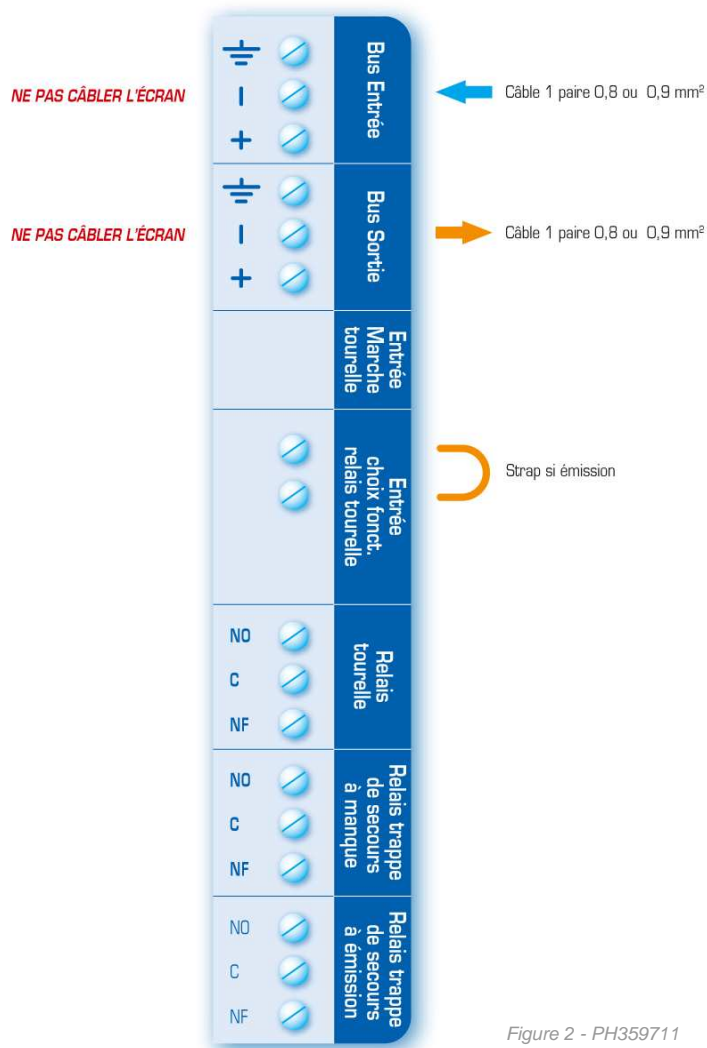 Bus Entrée
NE PAS CÂBLER L'ÉCRAN
-
+
Câble 1 paire 0,8 ou 0,9 mm²
Bus Sortie
NE PAS CÂBLER L'ÉCRAN
-
+
Câble 1 paire 0,8 ou 0,9 mm²
Entrée
Marche
tourelle
Entrée
choix fonct.
relais tourelle
Strap si émission
Relais
tourelle
NO
C
NF
Relais trappe
de secours
à manque
NO
C
NF
Relais trappe
de secours
à émission
NO
C
NF
Figure 2 - PH359711